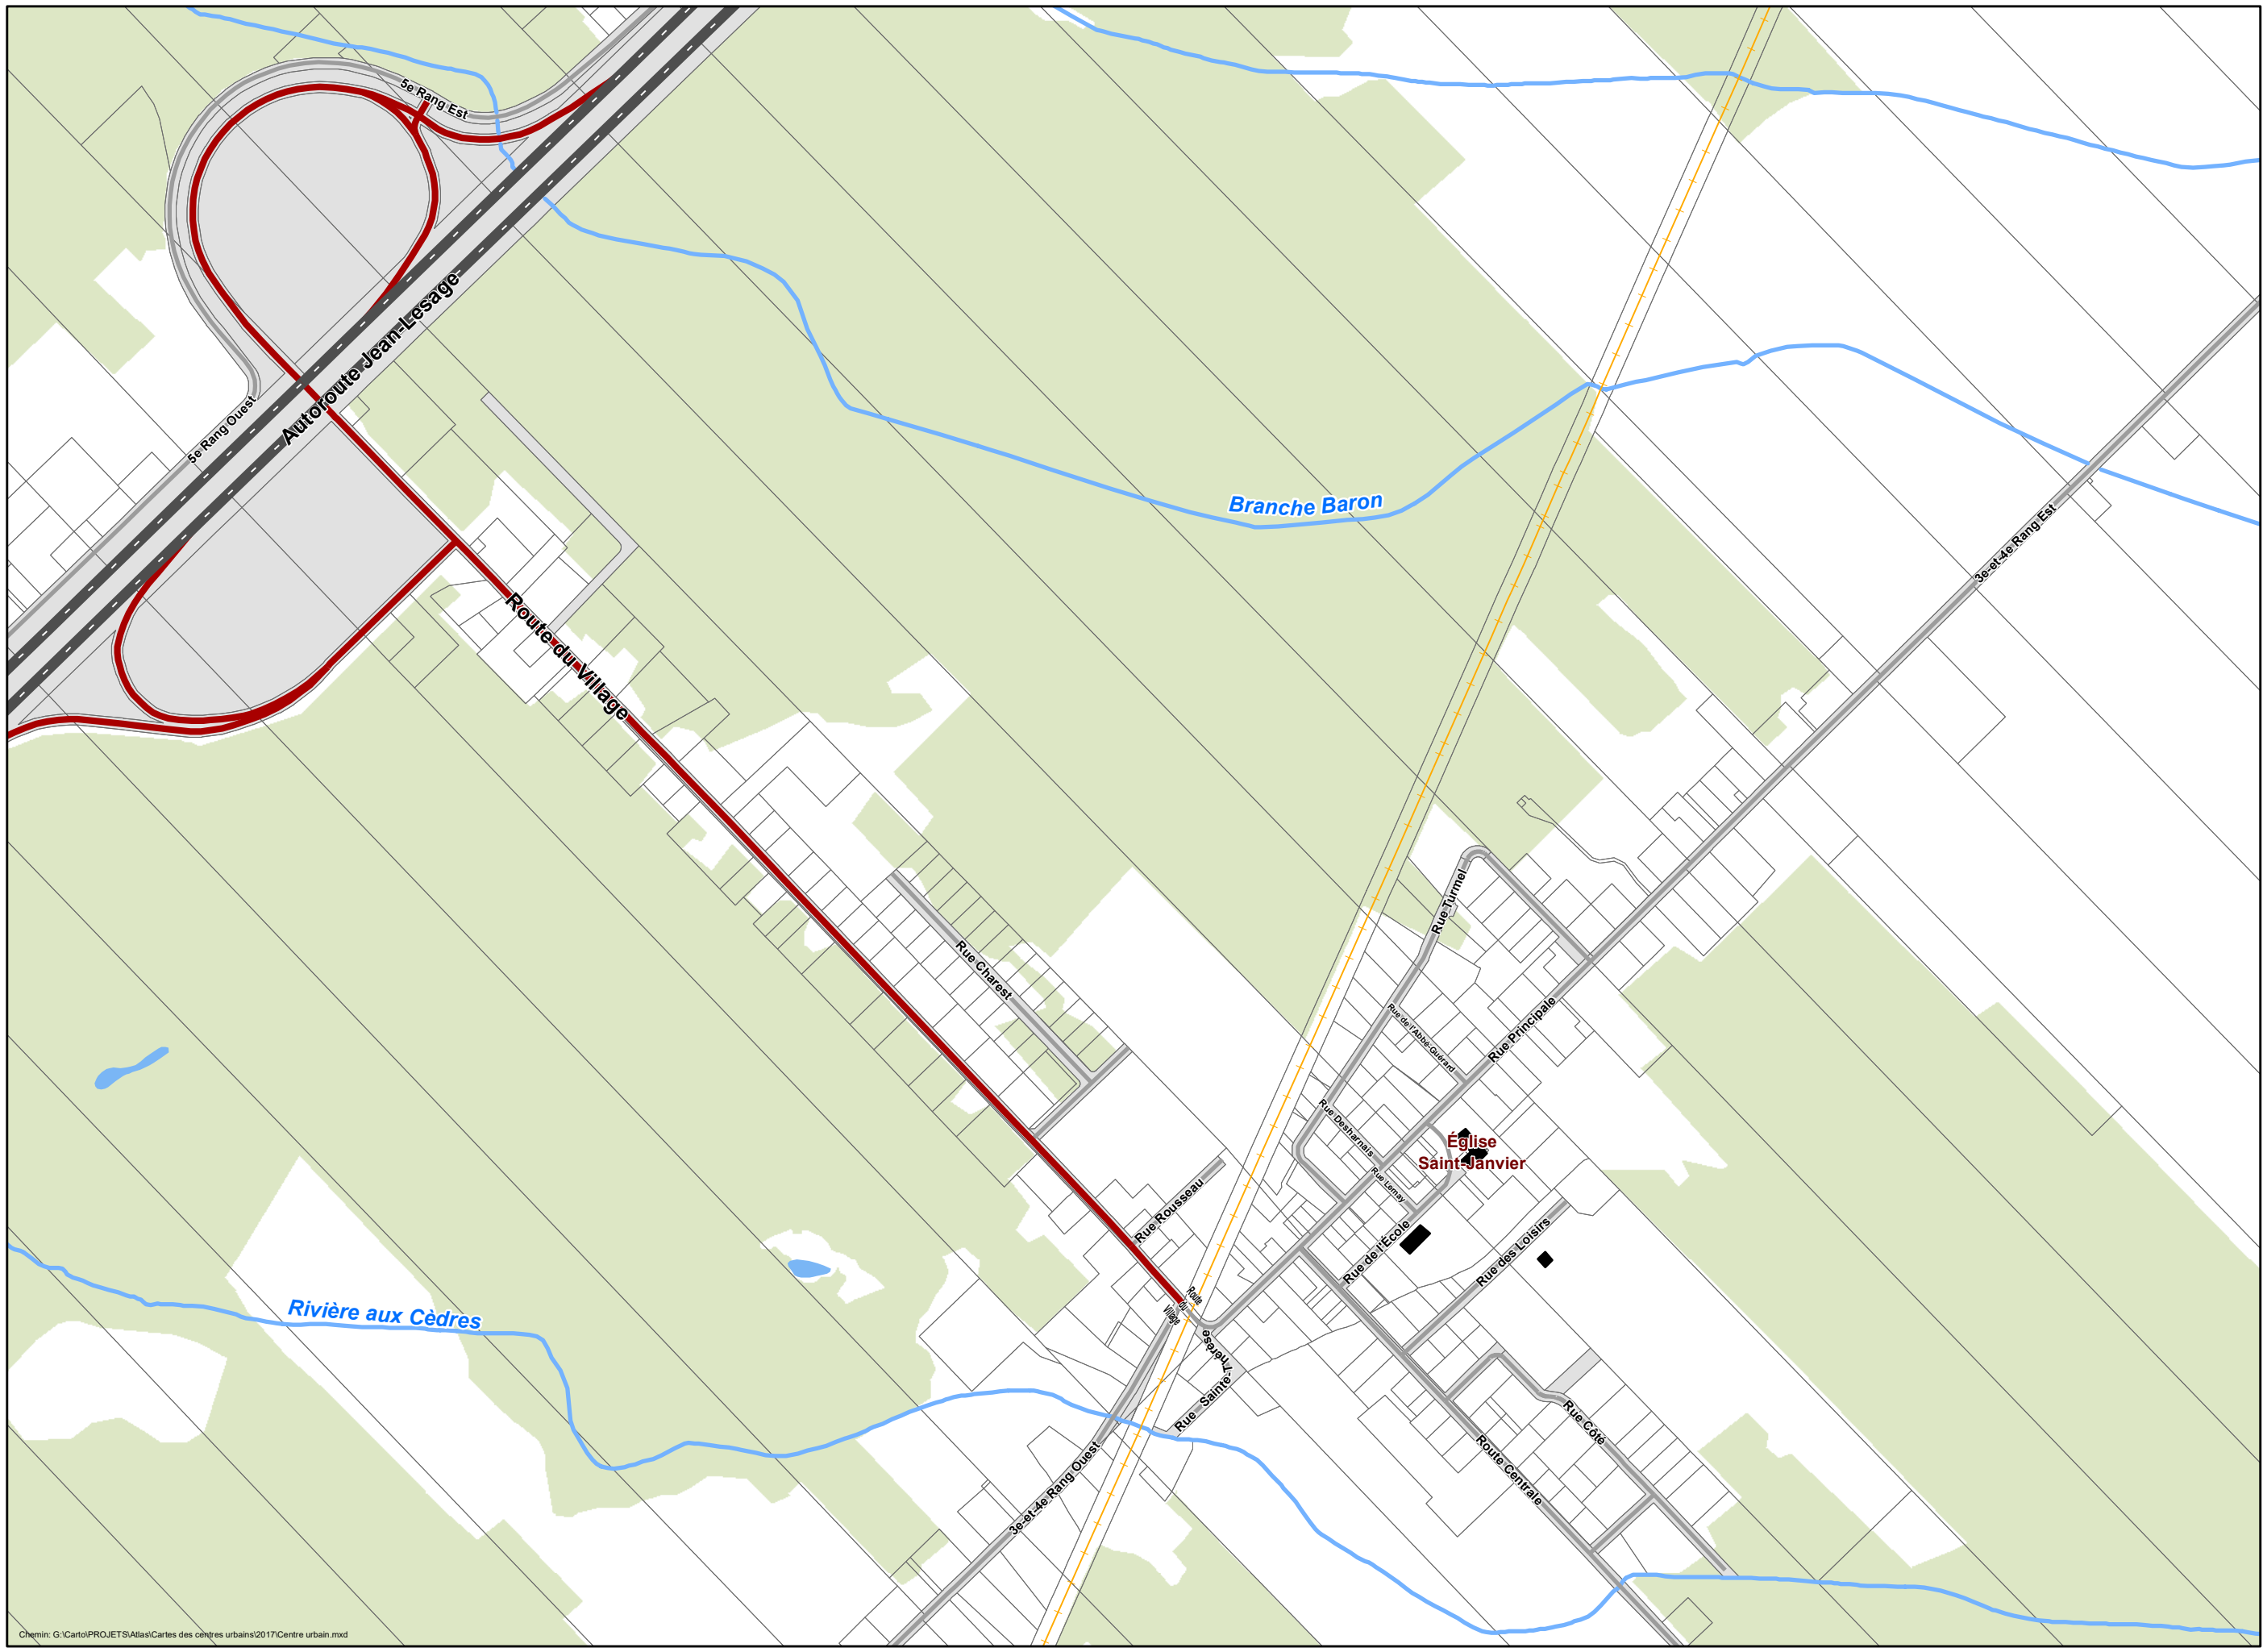 5e Rang Est
Autoroute Jean-Lesage
5e Rang Ouest
Branche Baron
3e-et-4e Rang Est
Route du Village
Rue Turmel
Rue Charest
Rue de l'Abbé-Guérard
Rue Principale
Rue Desharnais
Église
Saint-Janvier
Rue Lemay
Rue Rousseau
Rue de l'École
Rue des Loisirs
Route
du
Village
Rivière aux Cèdres
Rue Sainte-Thérèse
Rue Côté
Route Centrale
3e-et-4e Rang Ouest
Chemin: G:\Carto\PROJETS\Atlas\Cartes des centres urbains\2017\Centre urbain.mxd